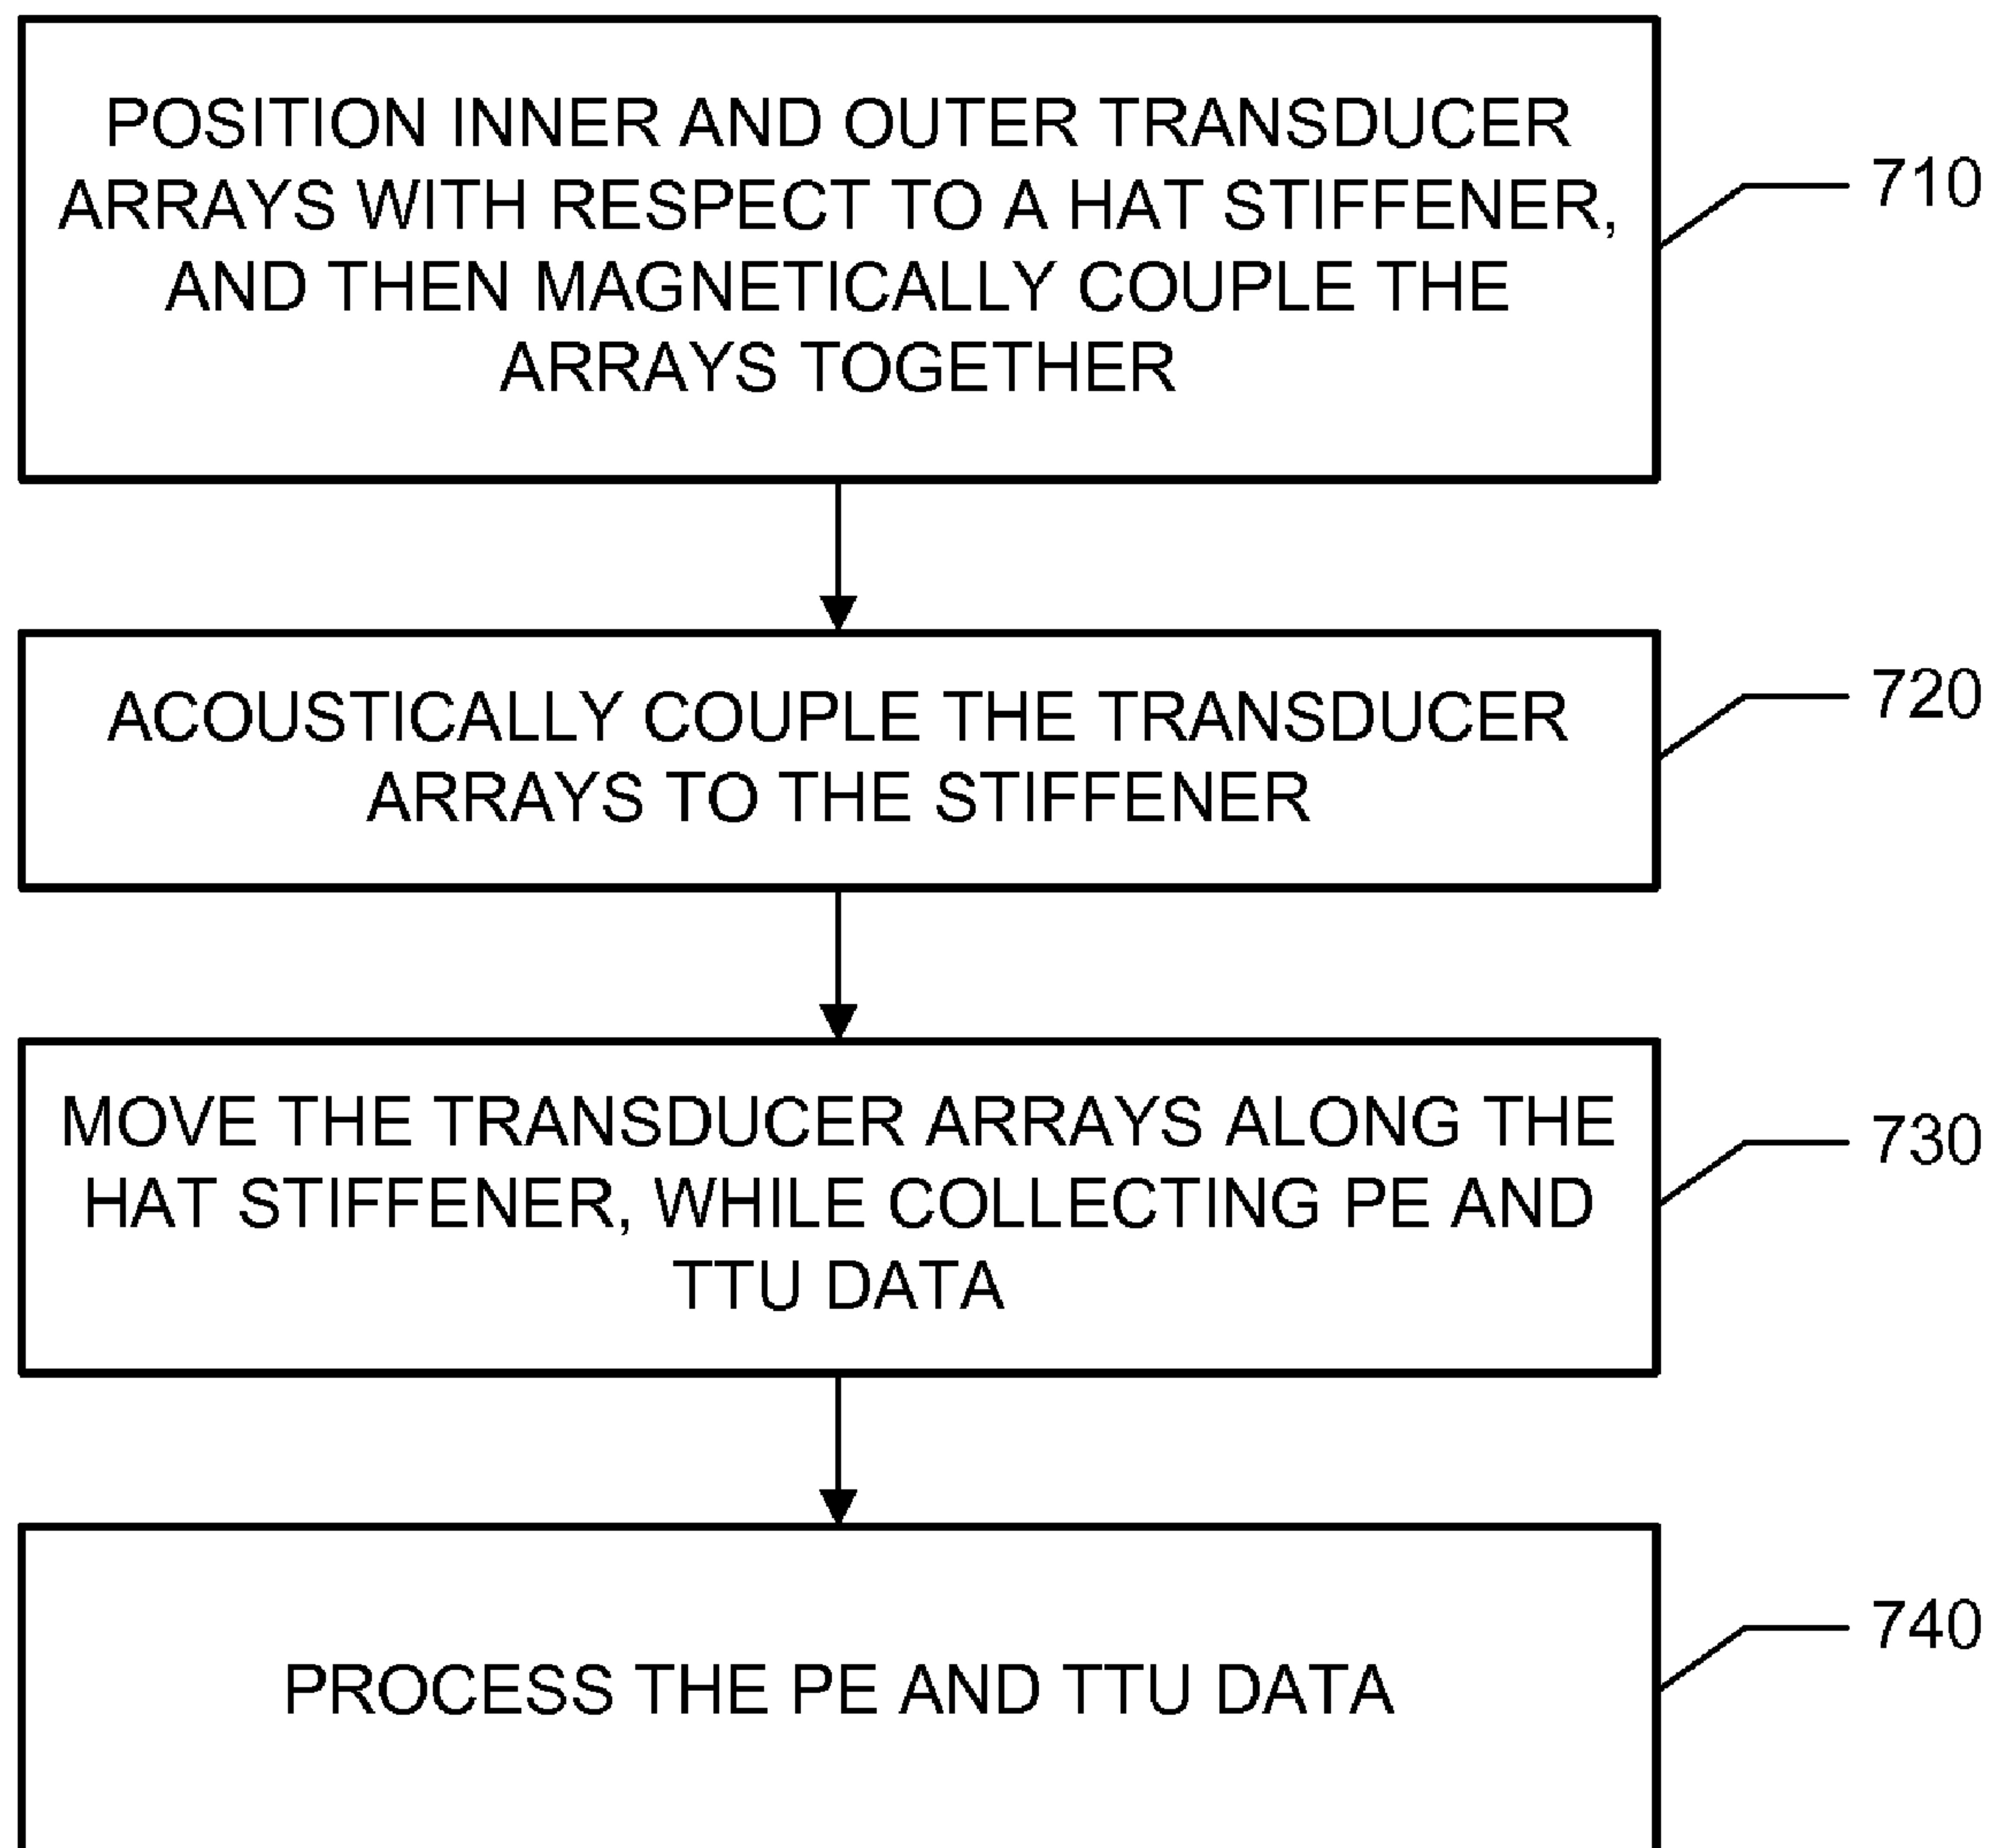 POSITION INNER AND OUTER TRANSDUCER
ARRAYS WITH RESPECT TO A HAT STIFFENER,
AND THEN MAGNETICALLY COUPLE THE
ARRAYS TOGETHER
710
ACOUSTICALLY COUPLE THE TRANSDUCER
ARRAYS TO THE STIFFENER
720
MOVE THE TRANSDUCER ARRAYS ALONG THE
HAT STIFFENER, WHILE COLLECTING PE AND
TTU DATA
730
PROCESS THE PE AND TTU DATA
740